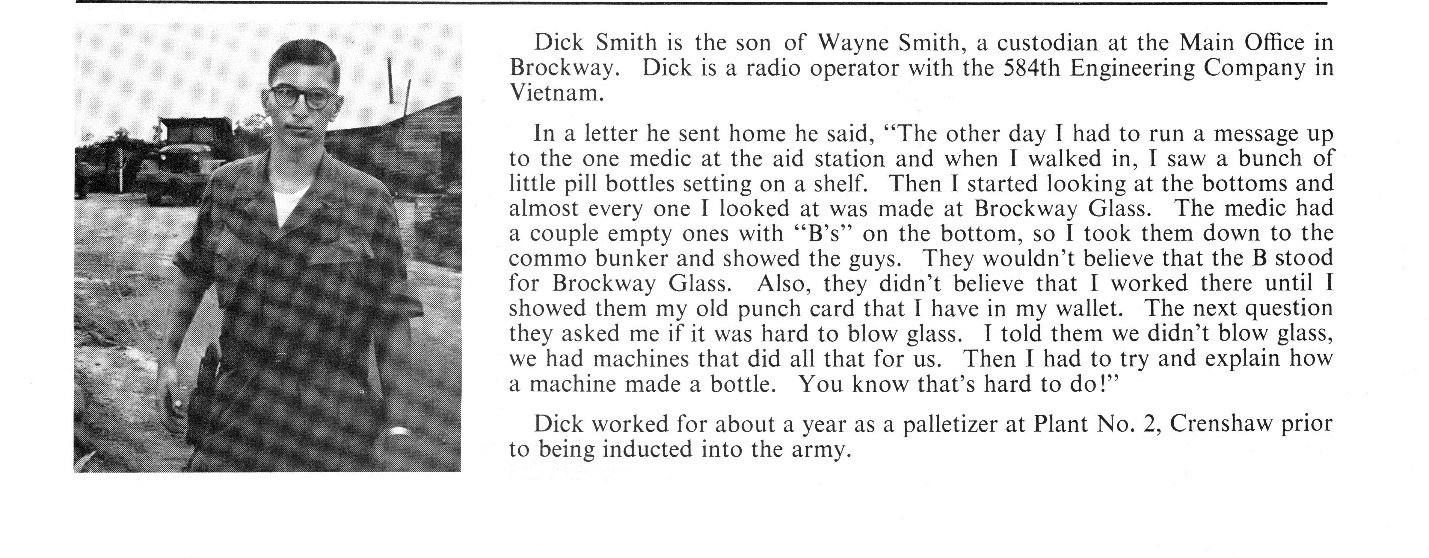 Dick Smith is the son of Wayne Smith, a custodian at the Main Office in
Brockway. Dick is a radio operator with the 584th Engineering Company in
Vietnam.
In a letter he sent home he said, “The other day I had to run a message up
to the one medic at the aid station and when I walked in, I saw a bunch of
little pill bottles setting on a shelf. Then I started looking at the bottoms and
almost every one I looked at was made at Brockway Glass. The medic had
a couple empty ones with “B’s” on the bottom, so I took them down to the
commo bunker and showed the guys. They wouldn’t believe that the B stood
for Brockway Glass. Also, they didn’t believe that I worked there until I
showed them my old punch card that I have in my wallet. The next question
they asked me if it was hard to blow glass. I told them we didn’t blow glass,
we had machines that did all that for us. Then I had to try and explain how
a machine made a bottle. You know that’s hard to do!”
Dick worked for about a year as a palletizer at Plant No. 2, Crenshaw prior
to being inducted into the army.